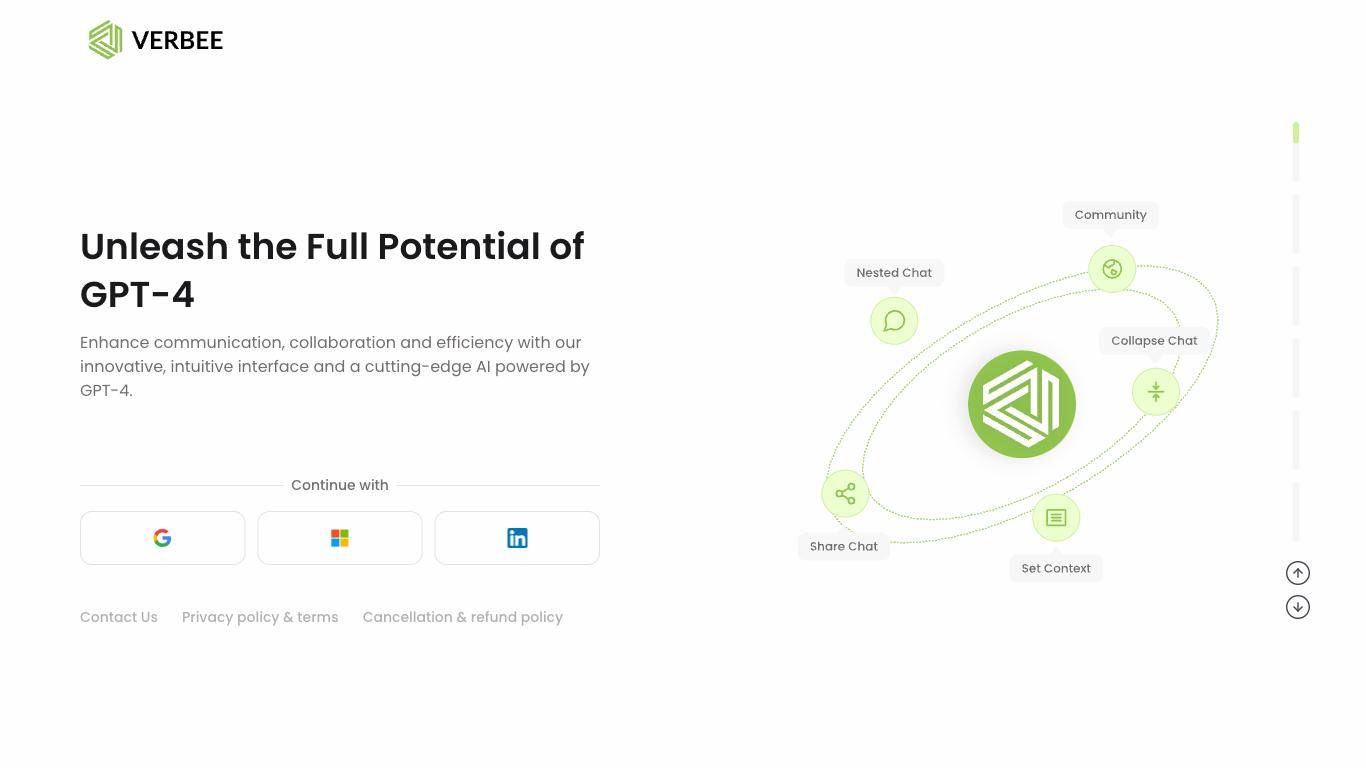 VERBEE
Unleash the Full Potential of
GPT-4
Enhance communication, collaboration and efficiency with our
innovative, intuitive interface and a cutting-edge AI powered by
GPT-4.
Continue with
Contact Us
Privacy policy & terms
Cancellation & refund policy
Community
Nested Chat
Collapse Chat
Share Chat
Set Context